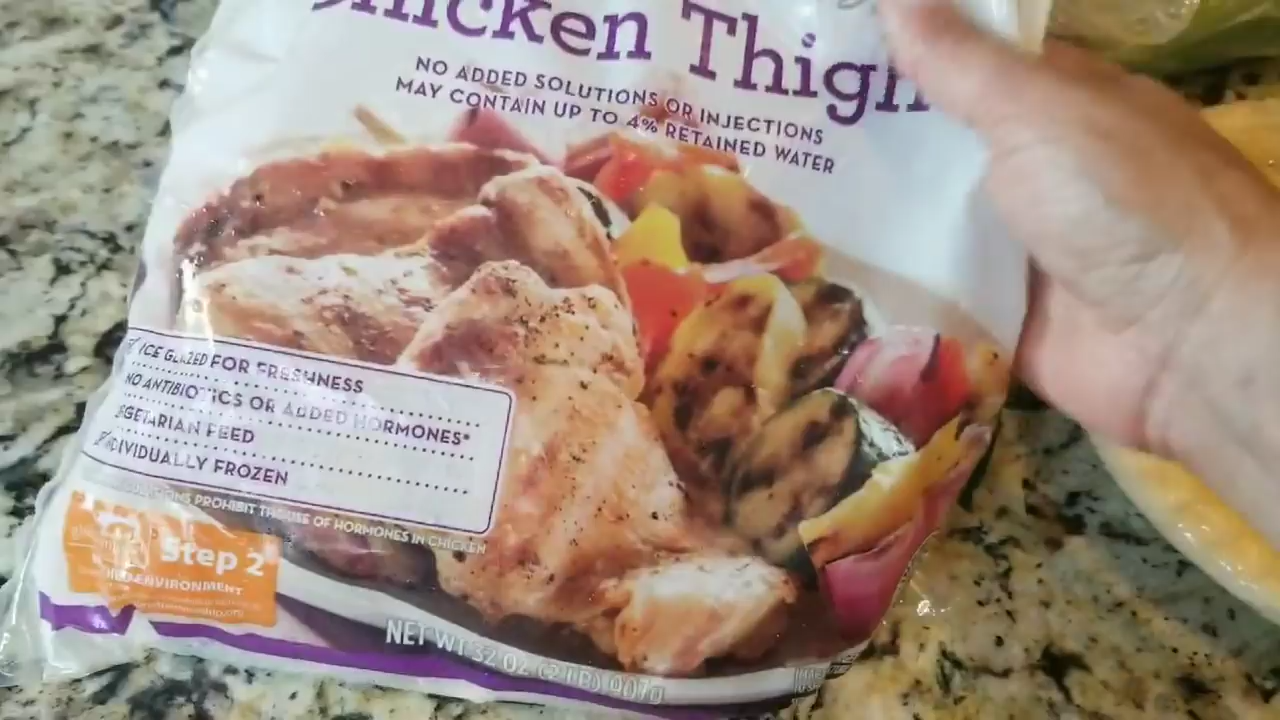 Chicken Thigh
NO ADDED SOLUTIONS OR INJECTIONS
MAY CONTAIN UP TO 4% RETAINED WATER
ICE GLAZED FOR FRESHNESS
NO ANTIBIOTICS OR ADDED HORMONES*
VEGETARIAN FEED
INDIVIDUALLY FROZEN
PROHIBIT THE USE OF HORMONES IN CHICKEN
Step 2
ENVIRONMENT
NET WT 32 OZ (2 LB) 907g